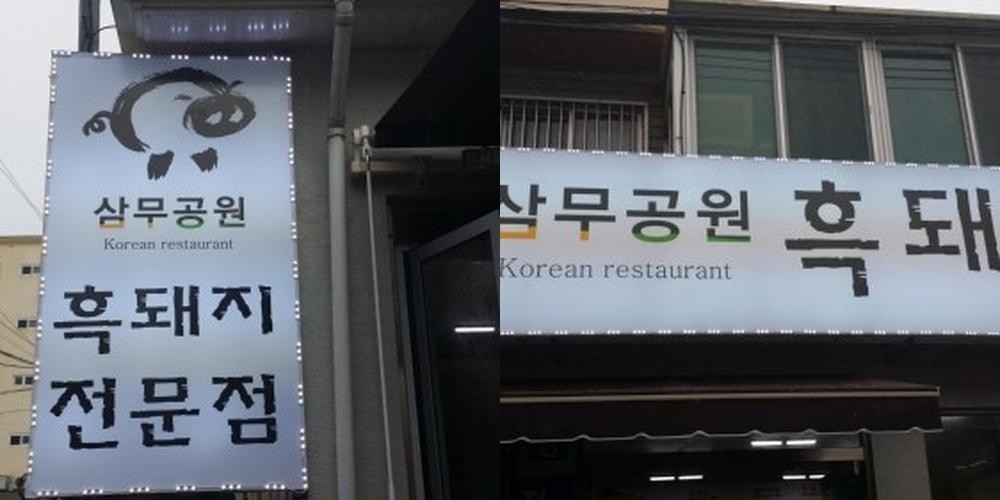 삼무공원
Korean restaurant
흑돼지
전문점
삼무공원 흑돼
Korean restaurant